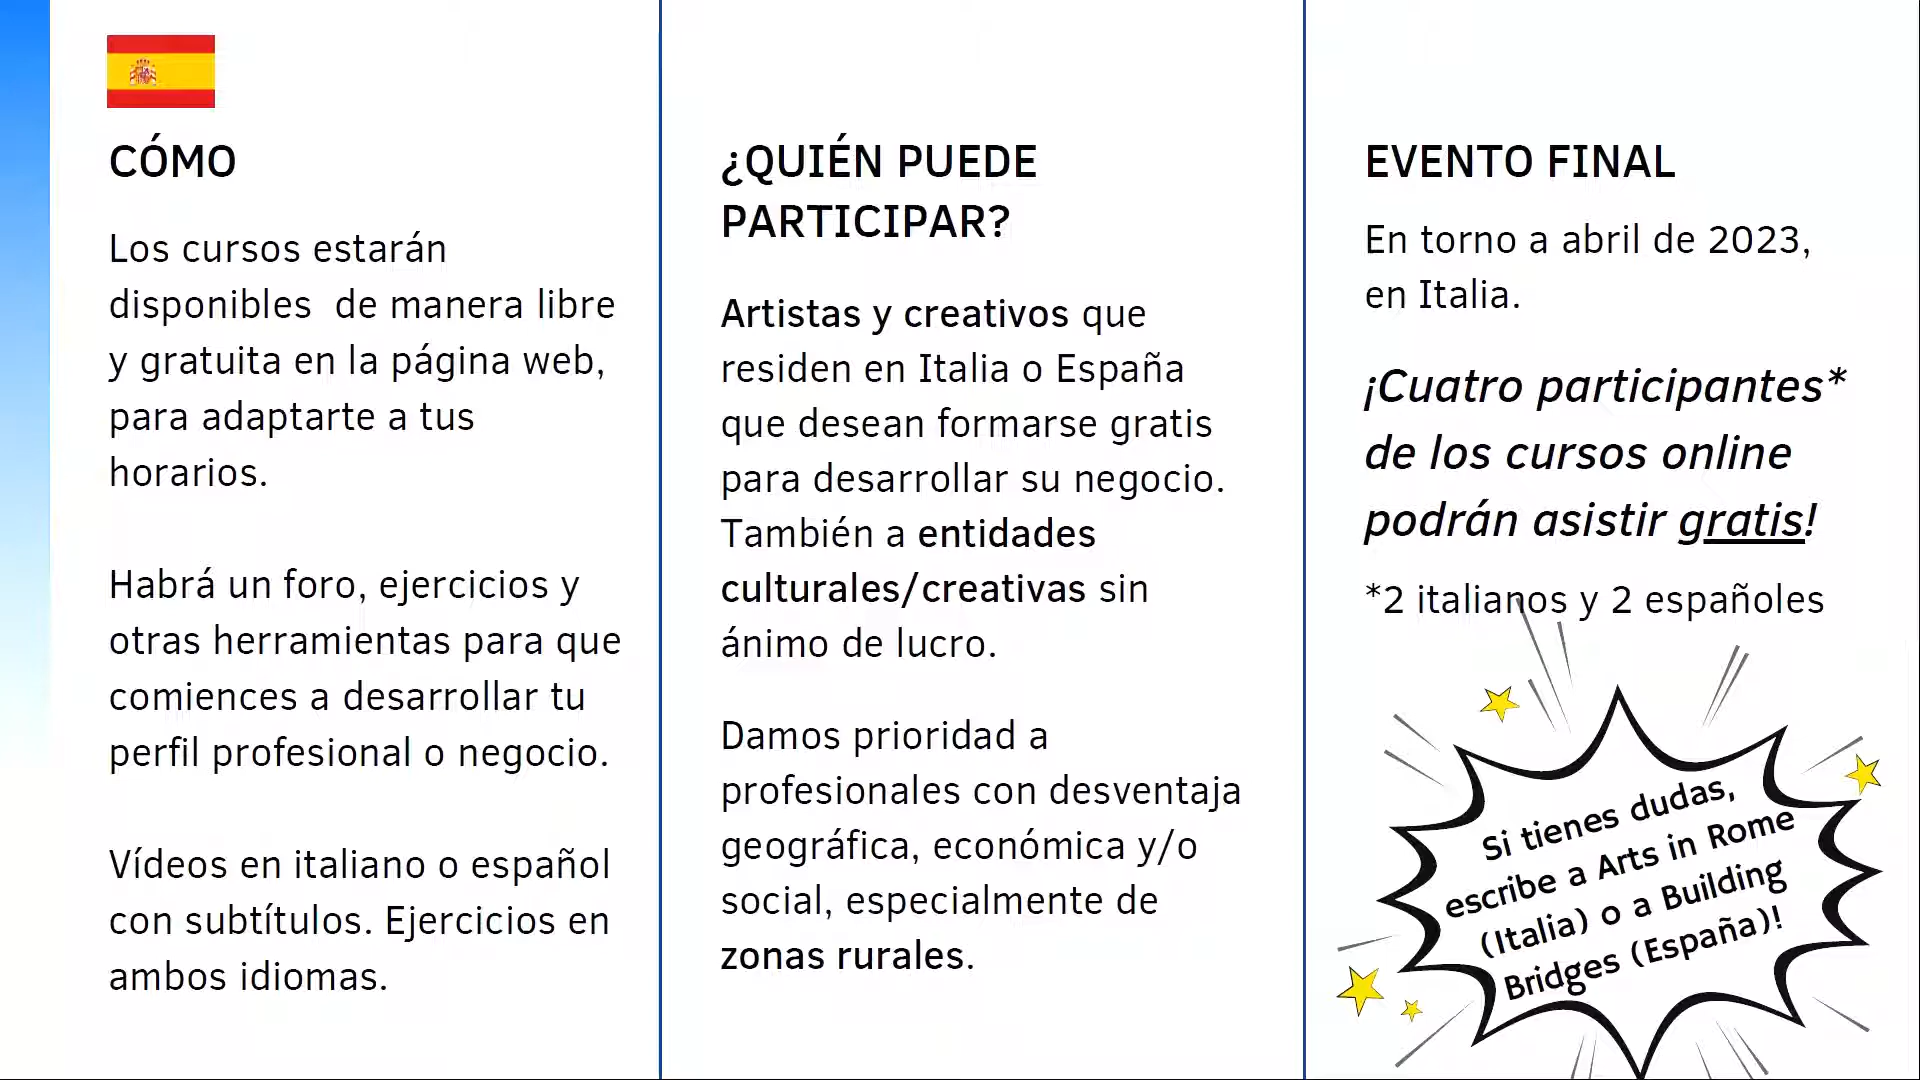 CÓMO
Los cursos estarán
disponibles  de manera libre
y gratuita en la página web,
para adaptarte a tus
horarios.
Habrá un foro, ejercicios y
otras herramientas para que
comiences a desarrollar tu
perfil profesional o negocio.
Vídeos en italiano o español
con subtítulos. Ejercicios en
ambos idiomas.
¿QUIÉN PUEDE
PARTICIPAR?
Artistas y creativos que
residen en Italia o España
que desean formarse gratis
para desarrollar su negocio.
También a entidades
culturales/creativas sin
ánimo de lucro.
Damos prioridad a
profesionales con desventaja
geográfica, económica y/o
social, especialmente de
zonas rurales.
EVENTO FINAL
En torno a abril de 2023,
en Italia.
¡Cuatro participantes*
de los cursos online
podrán asistir gratis!
*2 italianos y 2 españoles
Si tienes dudas,
escribe a Arts in Rome
(Italia) o a Building
Bridges (España)!